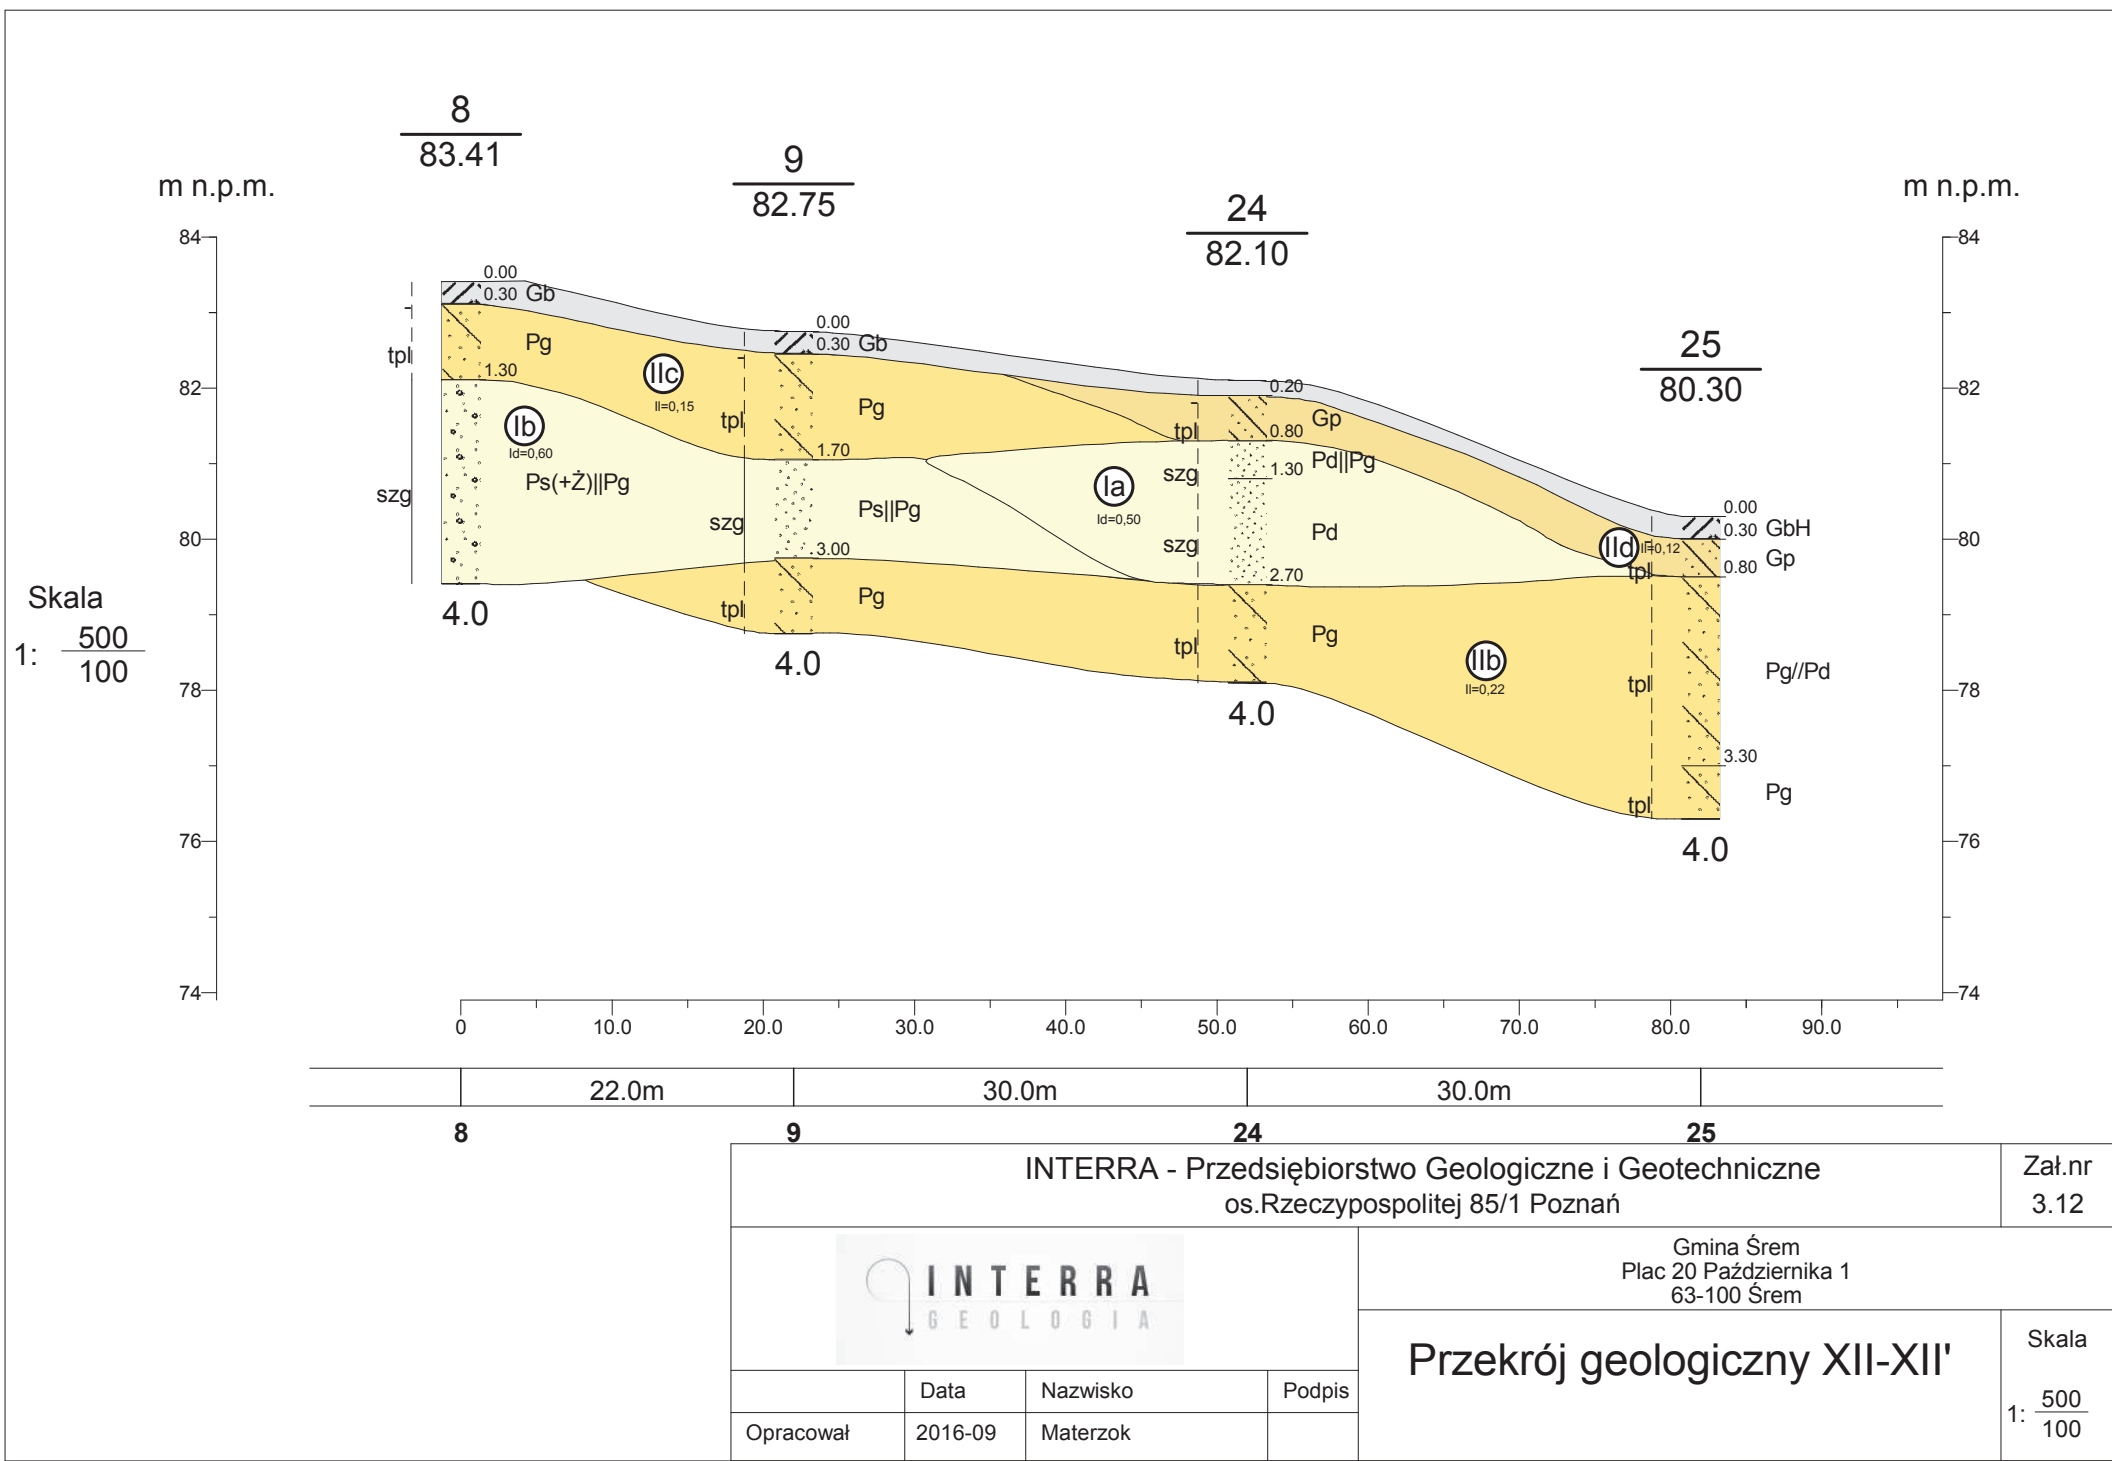 8
83.41
9
82.75
24
82.10
25
80.30
m n.p.m.
m n.p.m.
84
82
80
78
76
74
84
82
80
78
76
74
Skala
1: 500
100
0.00
0.30 Gb
Pg
1.30
tpl
szg
Ib
Id=0,60
Ps(+Ż)||Pg
4.0
IIc
Il=0,15
0.00
0.30 Gb
Pg
tpl
1.70
szg
Ps||Pg
3.00
tpl
Pg
4.0
Ia
Id=0,50
0.20
Gp
tpl
0.80
szg
1.30
Pd||Pg
Pd
szg
2.70
tpl
Pg
4.0
IIb
Il=0,22
IId
Il=0,12
0.00
0.30 GbH
0.80 Gp
tpl
tpl
Pg//Pd
3.30
tpl
Pg
4.0
0 10.0 20.0 30.0 40.0 50.0 60.0 70.0 80.0 90.0
22.0m 30.0m 30.0m
8 9 24 25
INTERRA - Przedsiębiorstwo Geologiczne i Geotechniczne
os.Rzeczypospolitej 85/1 Poznań
Zał.nr
3.12
INTERRA
GEOLOGIA
Gmina Śrem
Plac 20 Października 1
63-100 Śrem
Przekrój geologiczny XII-XII'
Skala
1: 500
100
Data Nazwisko Podpis
Opracował 2016-09 Materzok